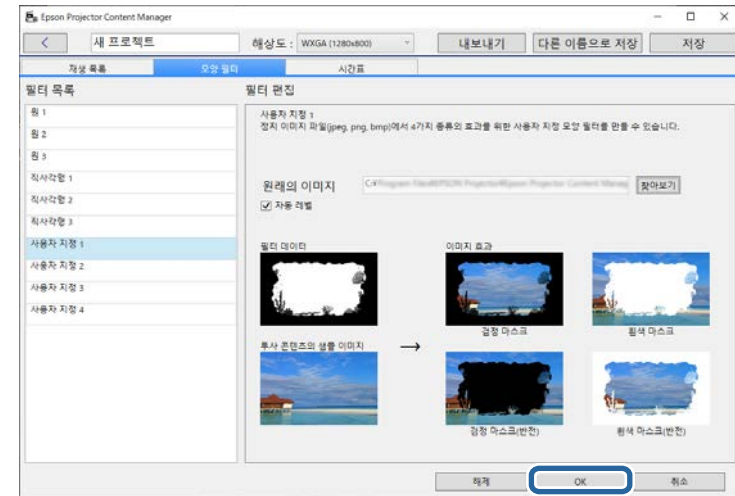 Epson Projector Content Manager
새 프로젝트 해상도 : WXGA (1280x800) 내보내기 다른 이름으로 저장 저장
재생 목록 모양 필터 시간표
필터 목록
원 1
원 2
원 3
직사각형 1
직사각형 2
직사각형 3
사용자 지정 1
사용자 지정 2
사용자 지정 3
사용자 지정 4
필터 편집
사용자 지정 1
정지 이미지 파일(jpeg, png, bmp)에서 4가지 종류의 효과를 위한 사용자 지정 모양 필터를 만들 수 있습니다.
원래의 이미지 찾아보기
자동 레벨
필터 데이터 이미지 효과
검정 마스크 흰색 마스크
투사 콘텐츠의 샘플 이미지 →
검정 마스크(반전) 흰색 마스크(반전)
해제 OK 취소